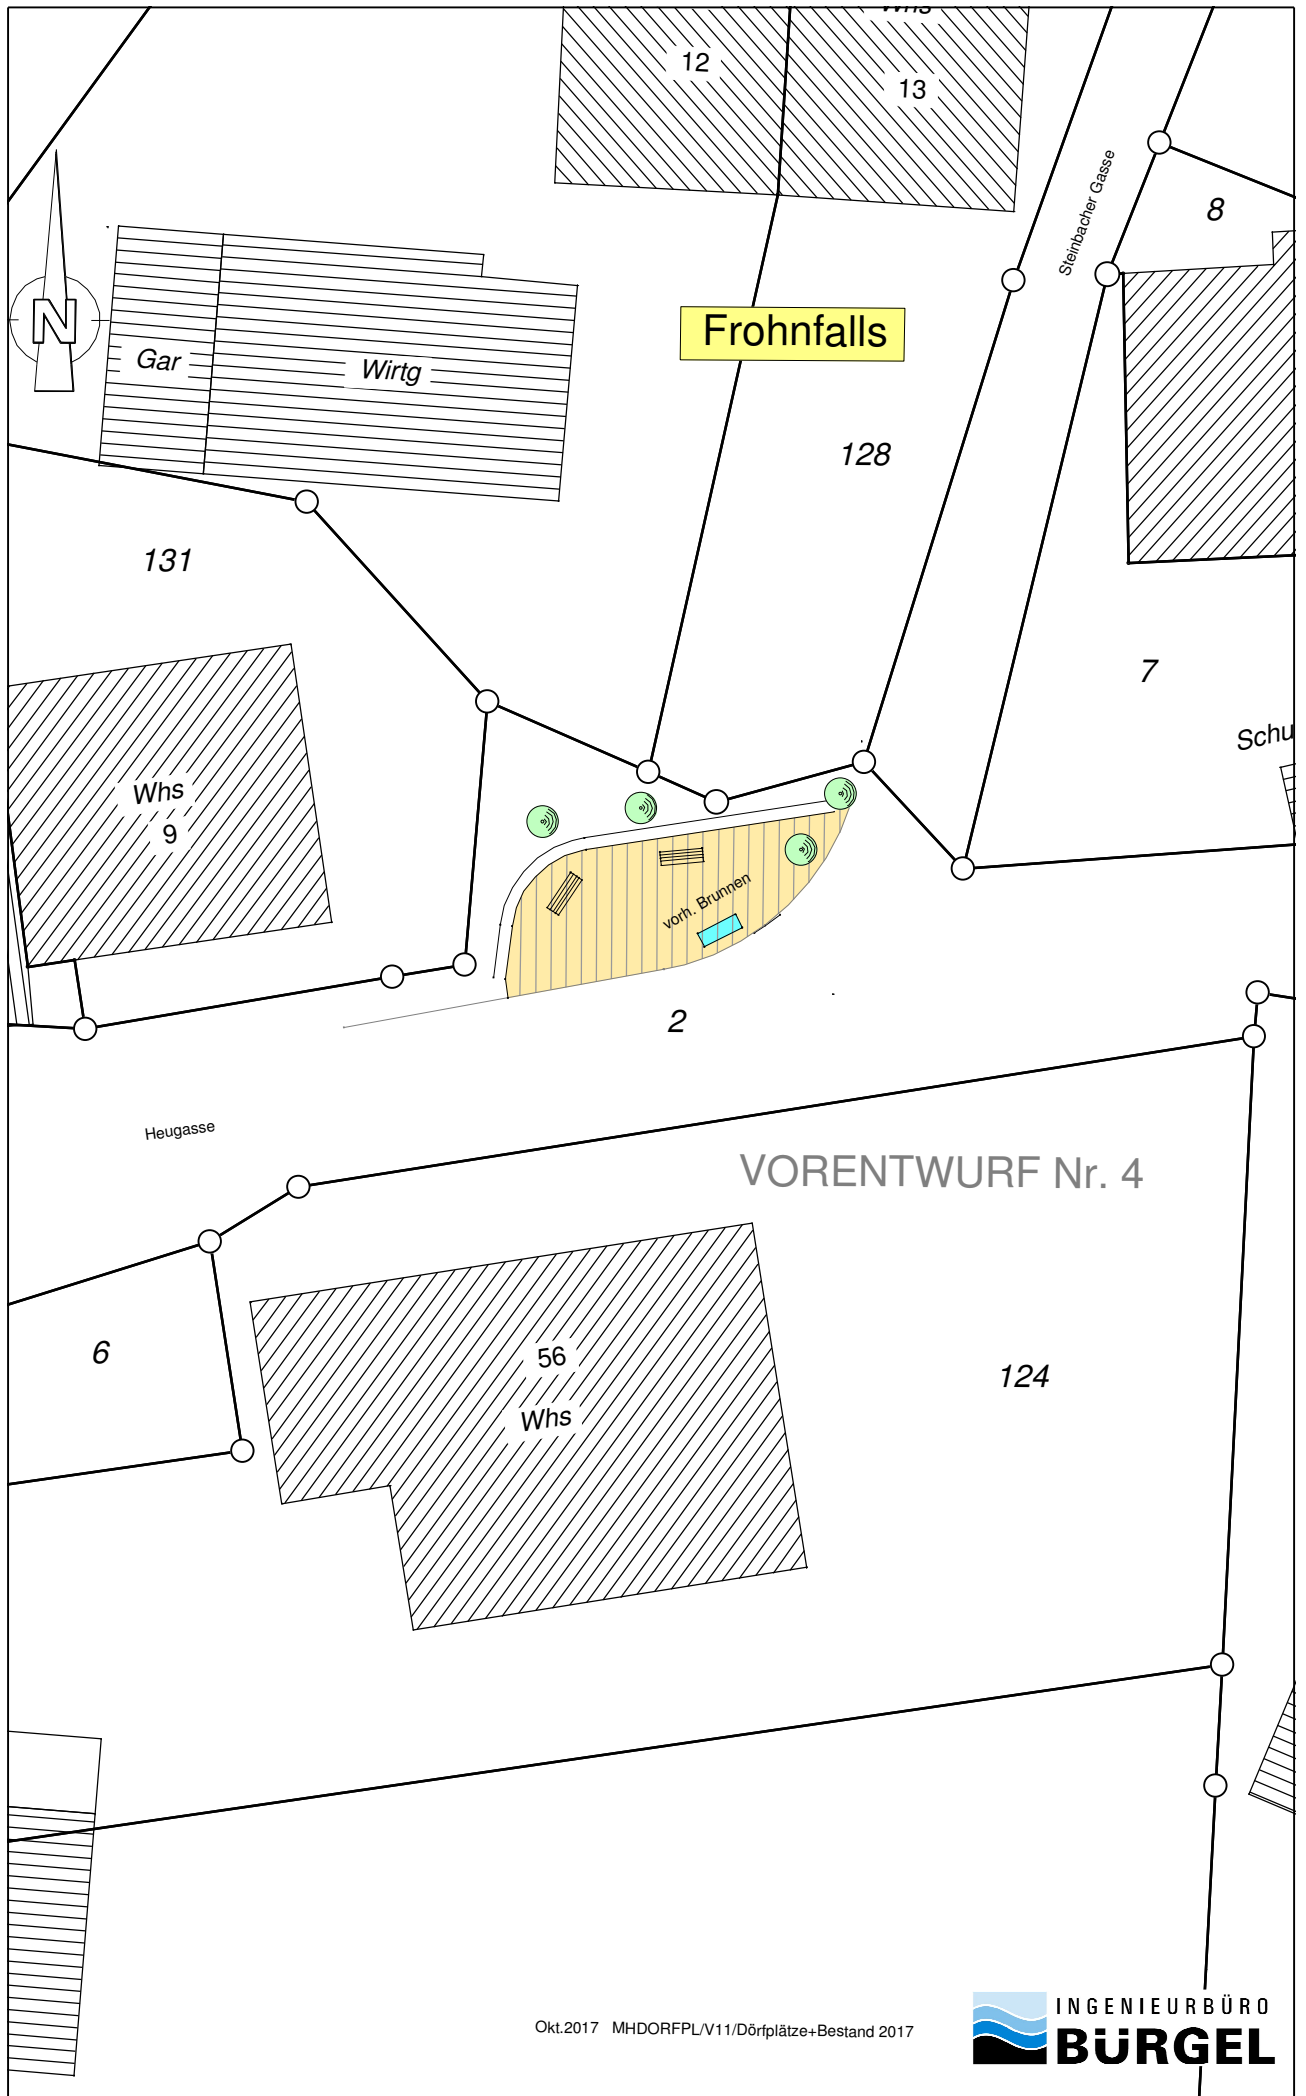 Whs
12
13
8
Steinbacher Gasse
N
Frohnfalls
Gar
Wirtg
128
131
7
Schu
Whs
9
vorh. Brunnen
2
Heugasse
VORENTWURF Nr. 4
6
56
Whs
124
Okt.2017 MHDORFPL/V11/Dörfplätze+Bestand 2017
INGENIEURBÜRO
BÜRGEL